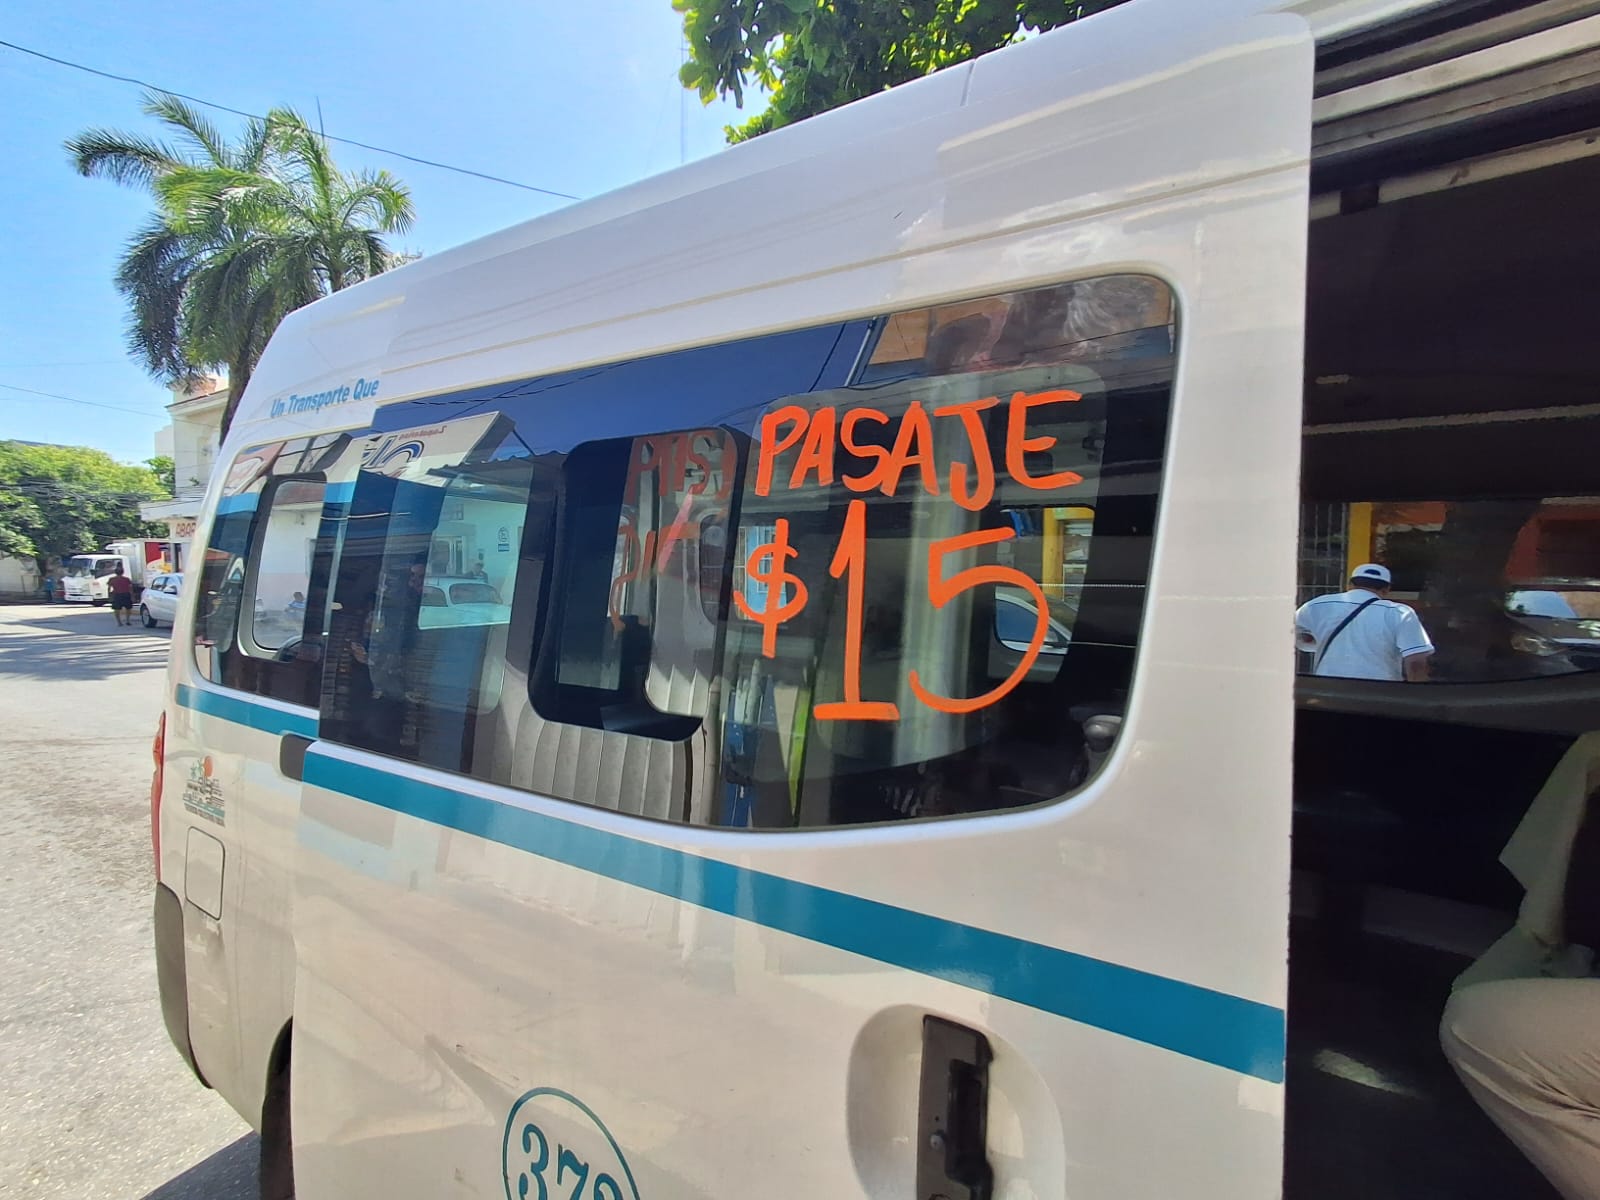 Un Transporte Que
PASAJE
$15